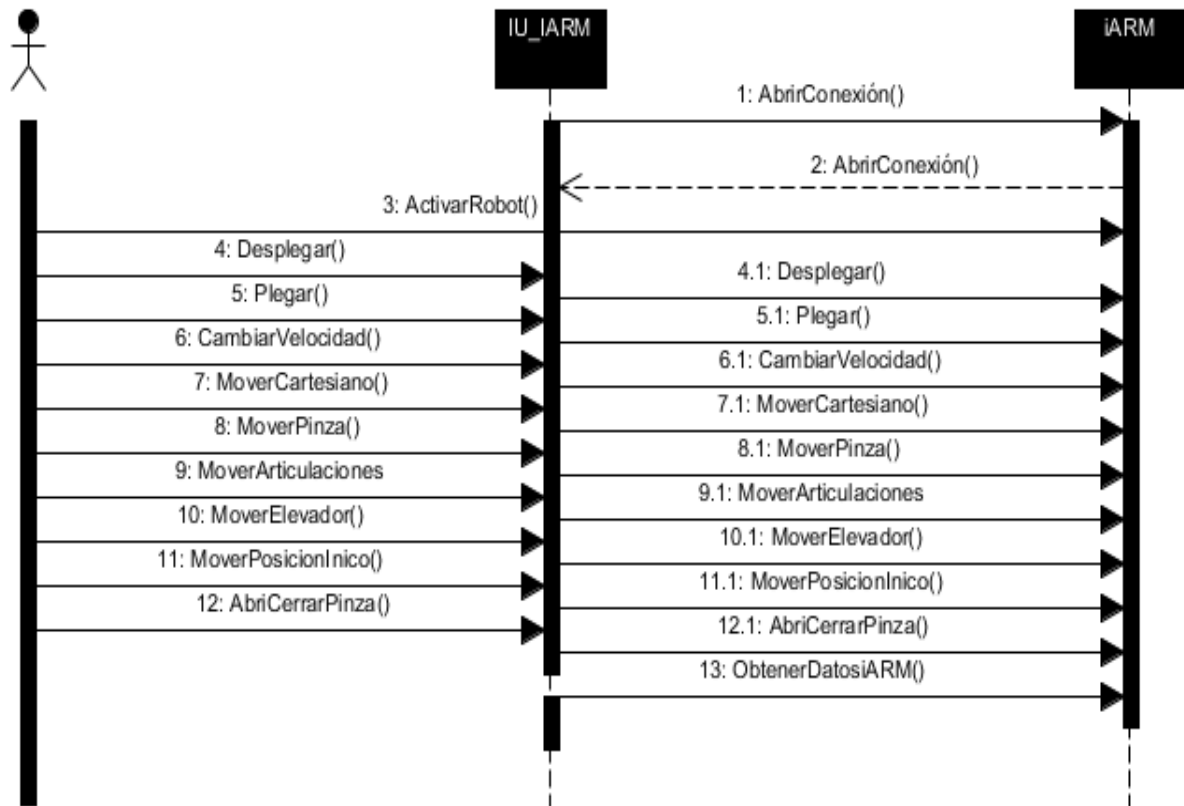 IU_IARM
iARM
1: AbrirConexión()
2: AbrirConexión()
3: ActivarRobot()
4: Desplegar()
4.1: Desplegar()
5: Plegar()
5.1: Plegar()
6: CambiarVelocidad()
6.1: CambiarVelocidad()
7: MoverCartesiano()
7.1: MoverCartesiano()
8: MoverPinza()
8.1: MoverPinza()
9: MoverArticulaciones
9.1: MoverArticulaciones
10: MoverElevador()
10.1: MoverElevador()
11: MoverPosicionInico()
11.1: MoverPosicionInico()
12: AbriCerrarPinza()
12.1: AbriCerrarPinza()
13: ObtenerDatosiARM()